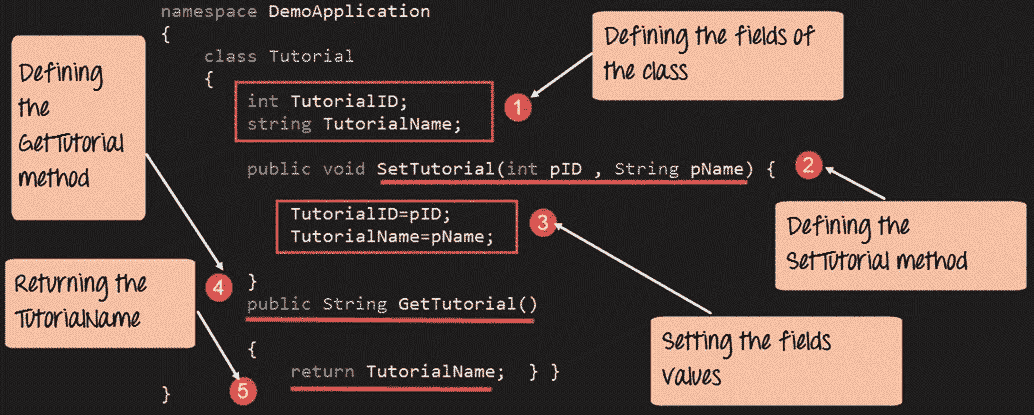 namespace DemoApplication
{
class Tutorial
{
int TutorialID;
string TutorialName;
public void SetTutorial(int pID , String pName) {
TutorialID=pID;
TutorialName=pName;
}
public String GetTutorial()
{
return TutorialName;  } }
}
Defining the fields of
the class
1
2
Defining the
SetTutorial method
3
Setting the fields
values
Defining
the
GetTutorial
method
4
Returning the
TutorialName
5